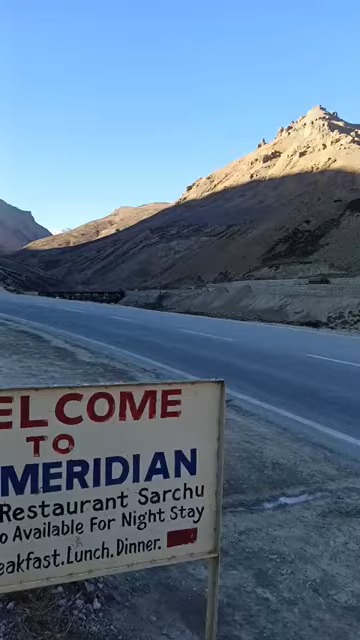 ELCOME
TO
MERIDIAN
Restaurant Sarchu
o Available For Night Stay
eakfast.Lunch.Dinner.